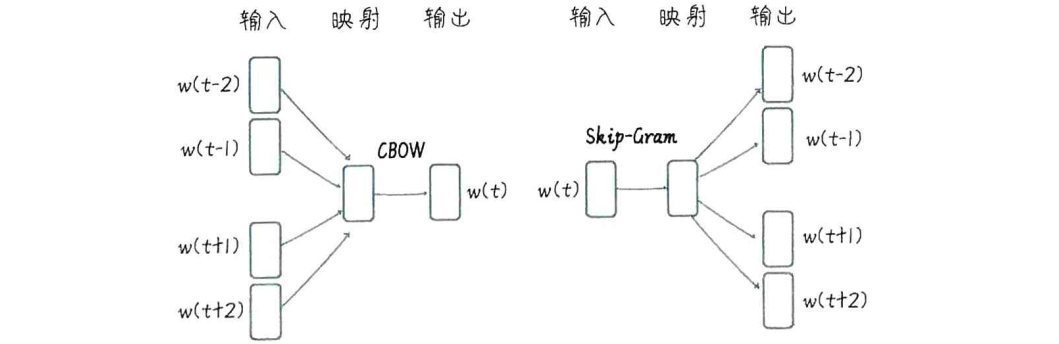 输入 映射 输出 输入 映射 输出
w(t-2) w(t-2)
w(t-1) w(t-1)
CBOW Skip-Gram
w(t) w(t)
w(t+1) w(t+1)
w(t+2) w(t+2)